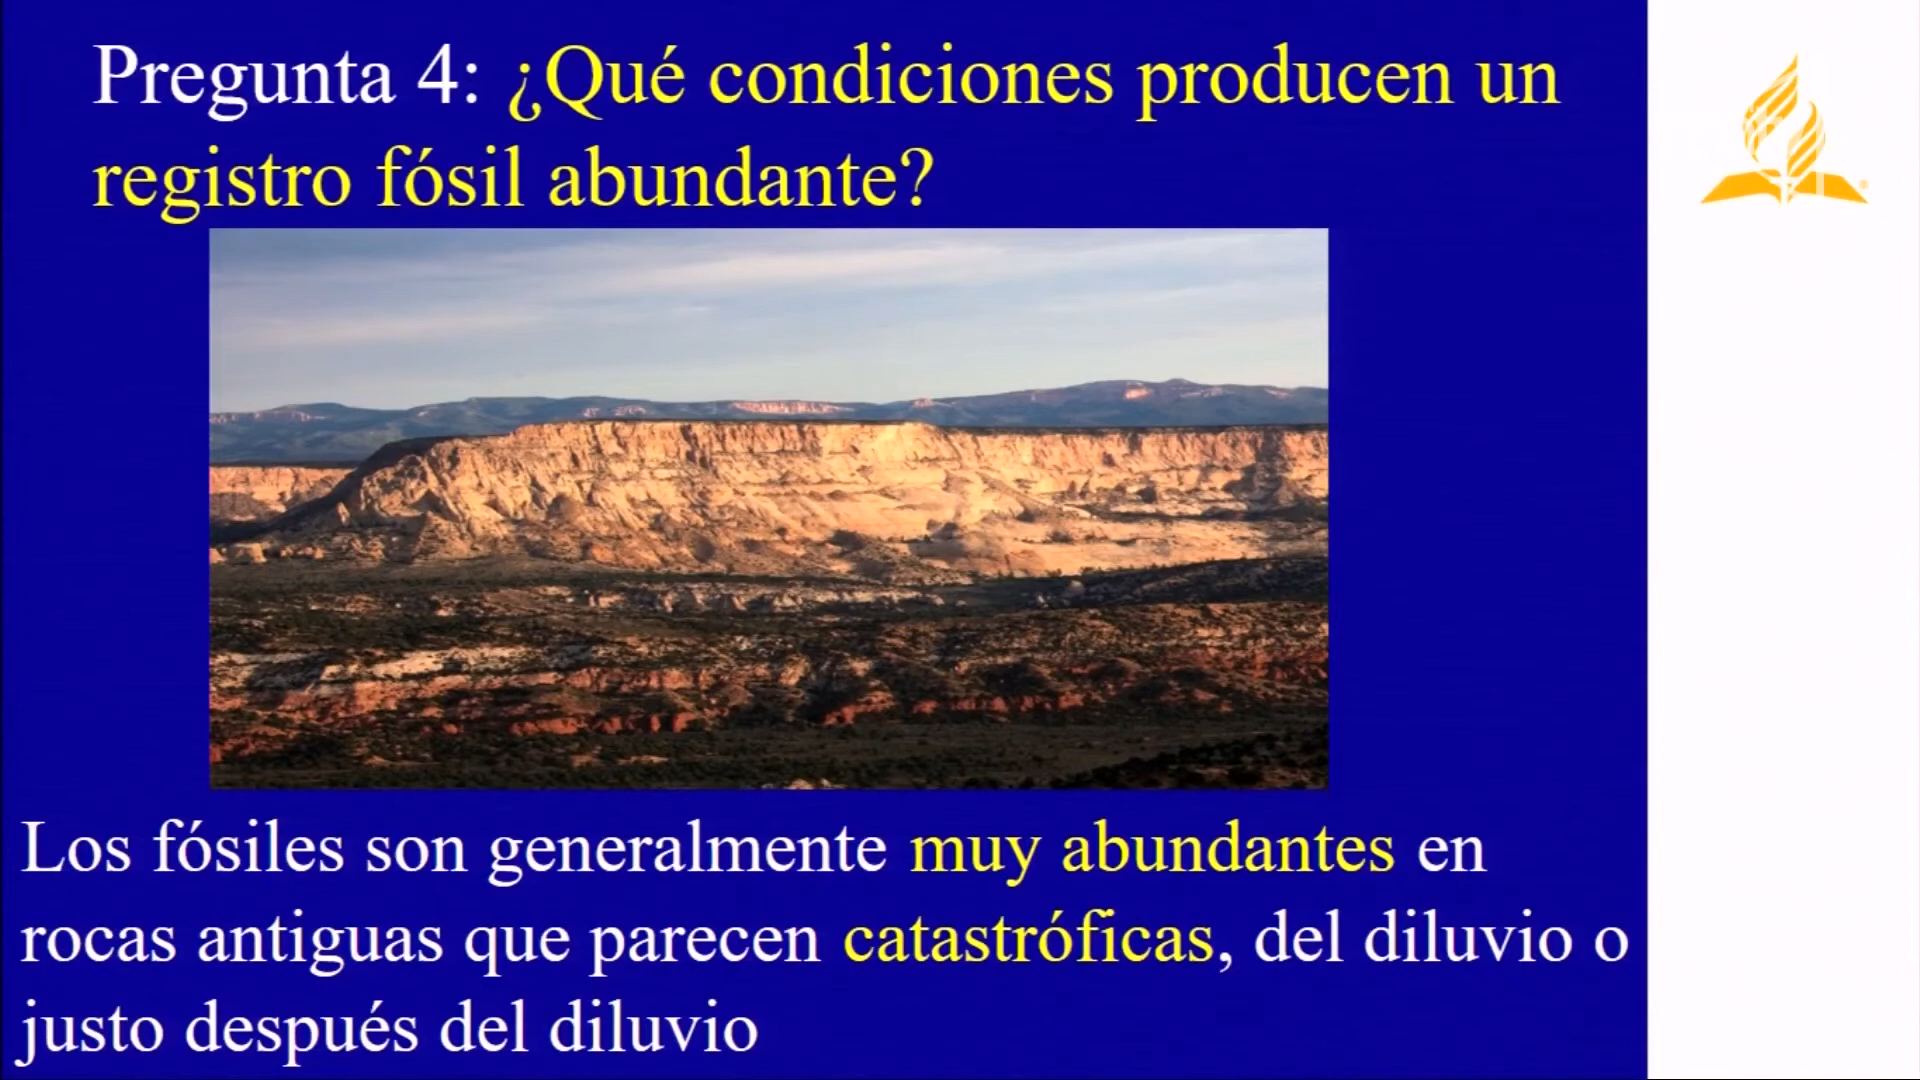 Pregunta 4: ¿Qué condiciones producen un
registro fósil abundante?
Los fósiles son generalmente muy abundantes en
rocas antiguas que parecen catastróficas, del diluvio o
justo después del diluvio